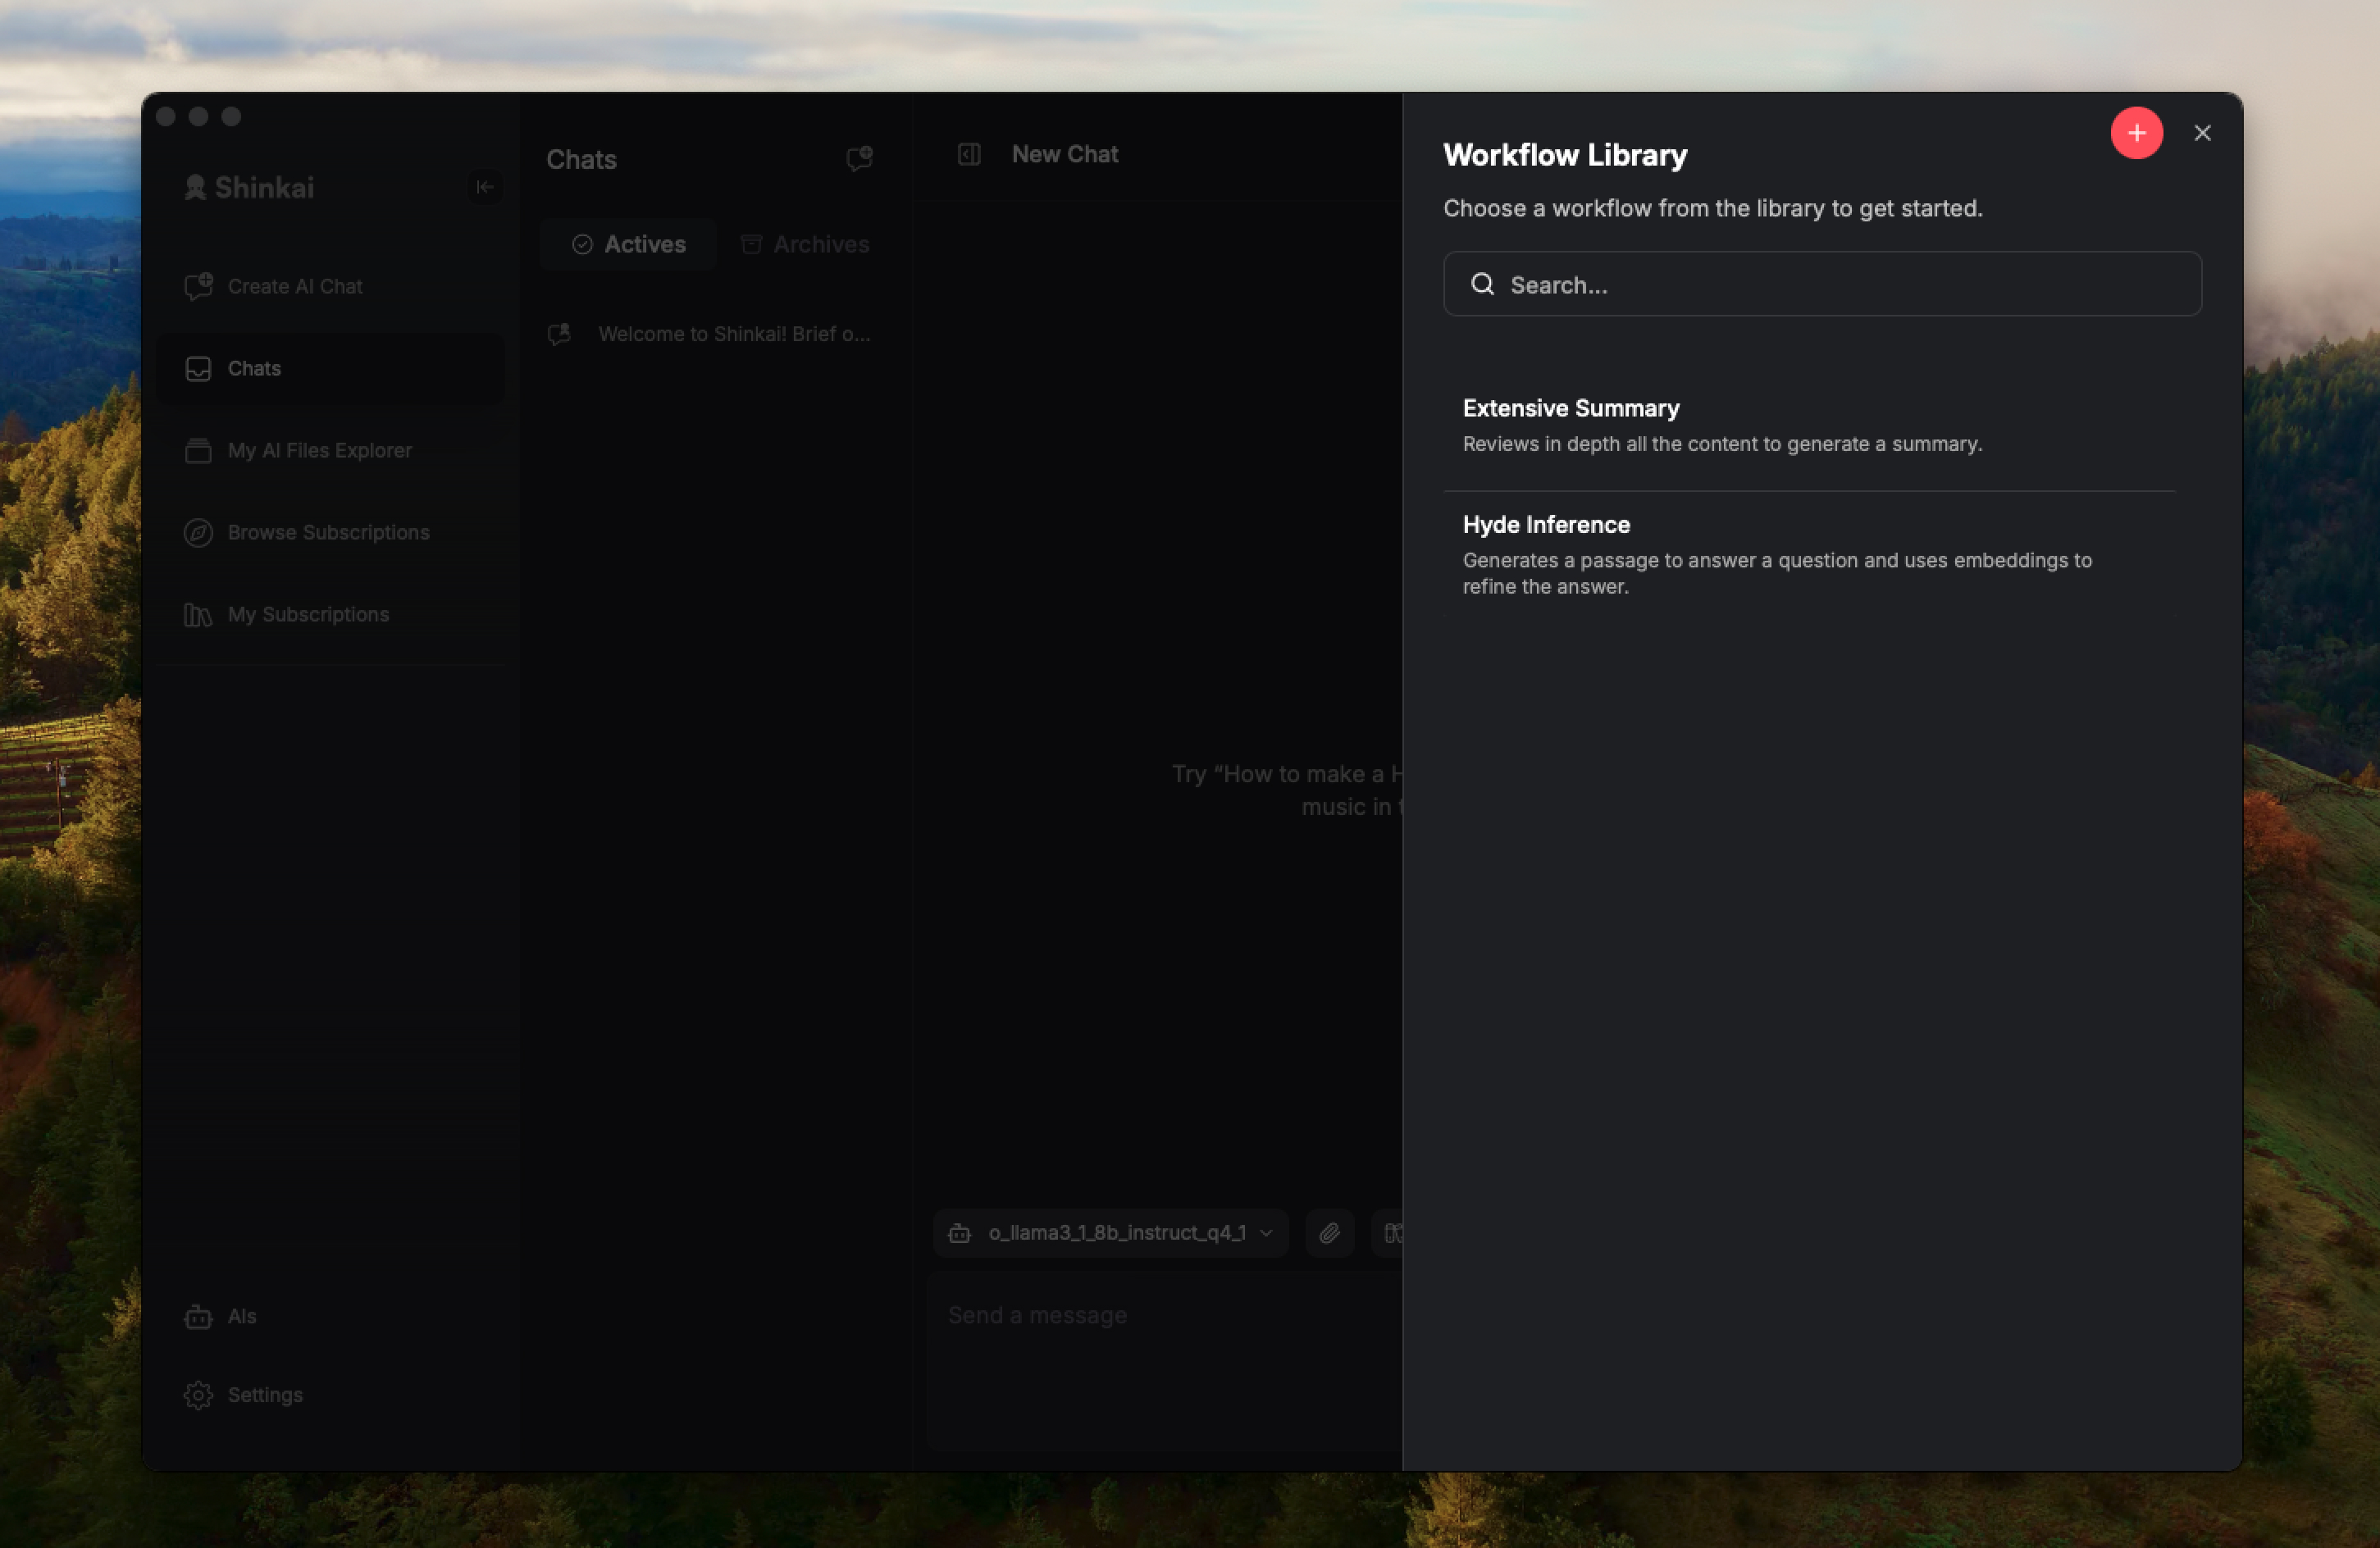 Shinkai
Create AI Chat
Chats
My AI Files Explorer
Browse Subscriptions
My Subscriptions
AIs
Settings
Chats
Actives
Archives
Welcome to Shinkai! Brief o...
New Chat
Try “How to make a H
music in t
o_llama3_1_8b_instruct_q4_1
Send a message
Workflow Library
Choose a workflow from the library to get started.
Search...
Extensive Summary
Reviews in depth all the content to generate a summary.
Hyde Inference
Generates a passage to answer a question and uses embeddings to
refine the answer.